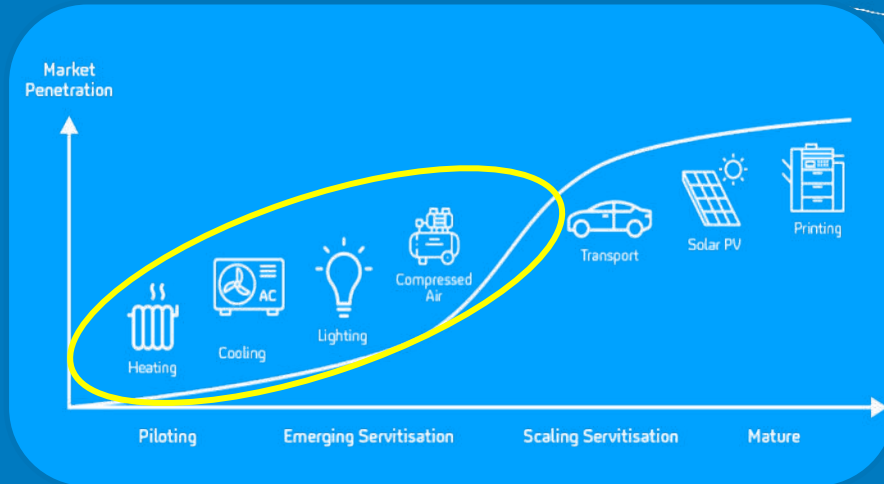 Market
Penetration
Heating
AC
Cooling
Lighting
Compressed
Air
Transport
Solar PV
Printing
Piloting
Emerging Servitisation
Scaling Servitisation
Mature